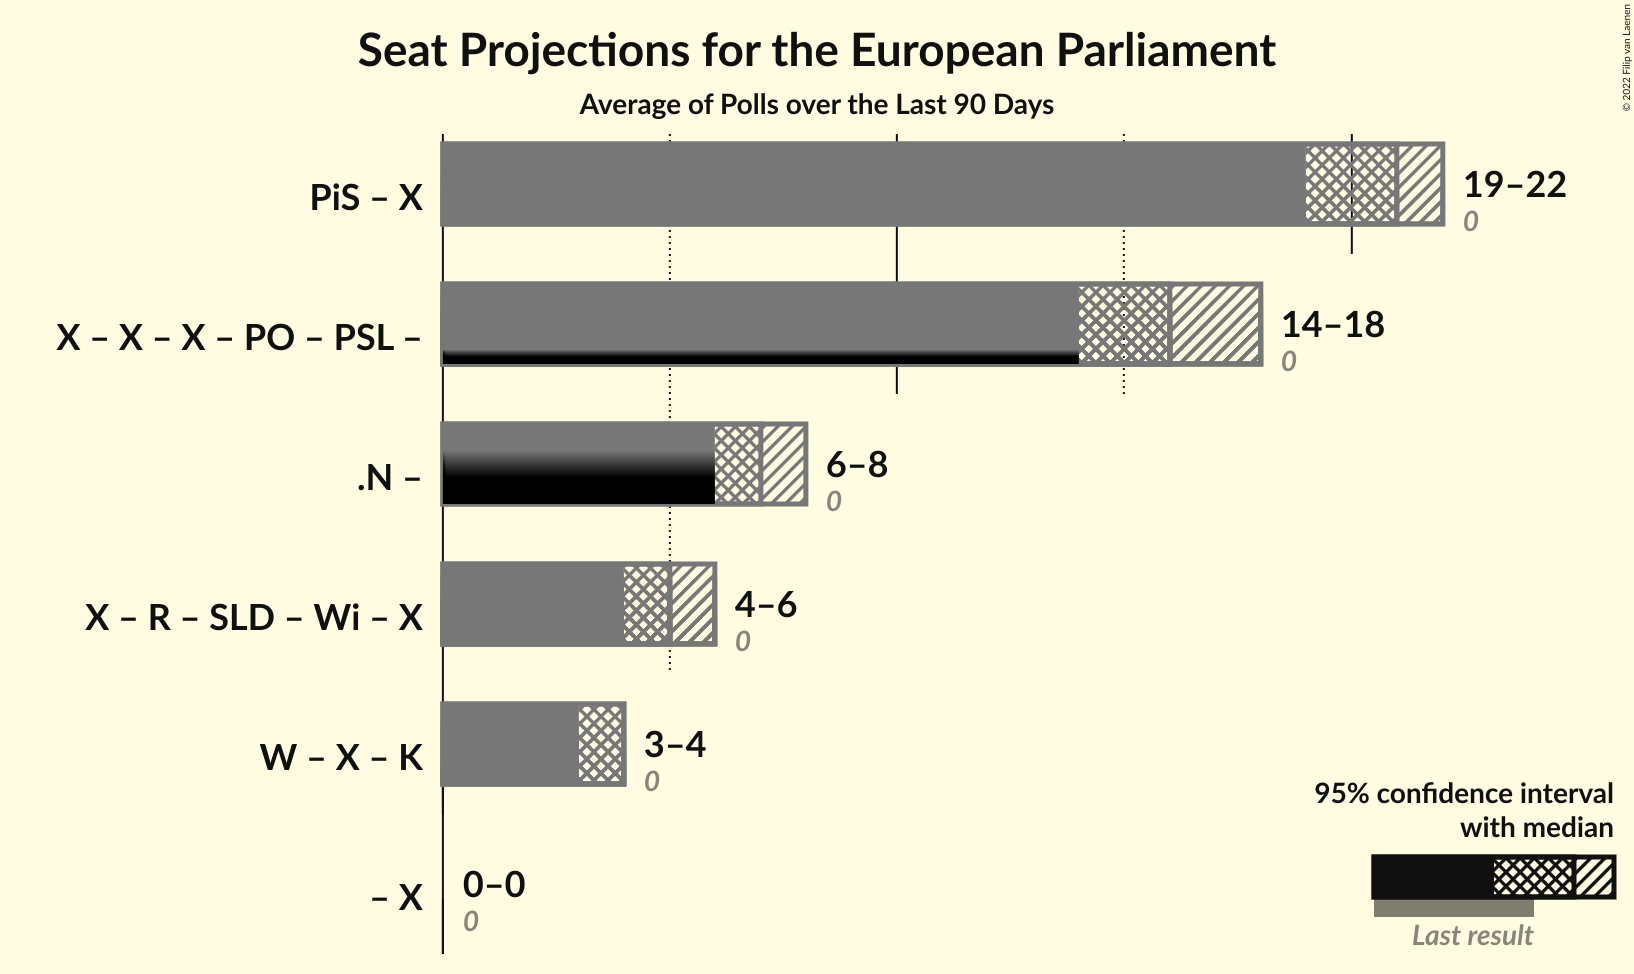 Seat Projections for the European Parliament
Average of Polls over the Last 90 Days
© 2022 Filip van Laenen
PiS – X
19–22
0
X – X – X – PO – PSL –
14–18
0
.N –
6–8
0
X – R – SLD – Wi – X
4–6
0
W – X – K
3–4
0
– X
0–0
0
95% confidence interval
with median
Last result